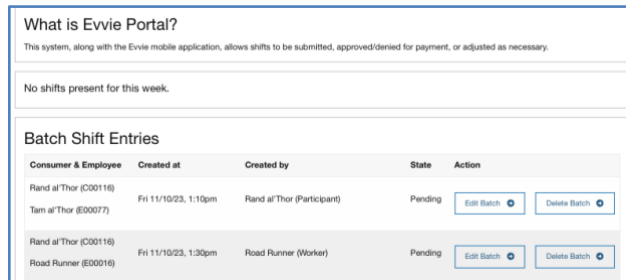 What is Evvie Portal?
This system, along with the Evvie mobile application, allows shifts to be submitted, approved/denied for payment, or adjusted as necessary.
No shifts present for this week.
Batch Shift Entries
Consumer & Employee Created at Created by State Action
Rand al'Thor (C00116)
Tam al'Thor (E00077)
Fri 11/10/23, 1:10pm Rand al'Thor (Participant) Pending Edit Batch Delete Batch
Rand al'Thor (C00116)
Road Runner (E00016)
Fri 11/10/23, 1:30pm Road Runner (Worker) Pending Edit Batch Delete Batch